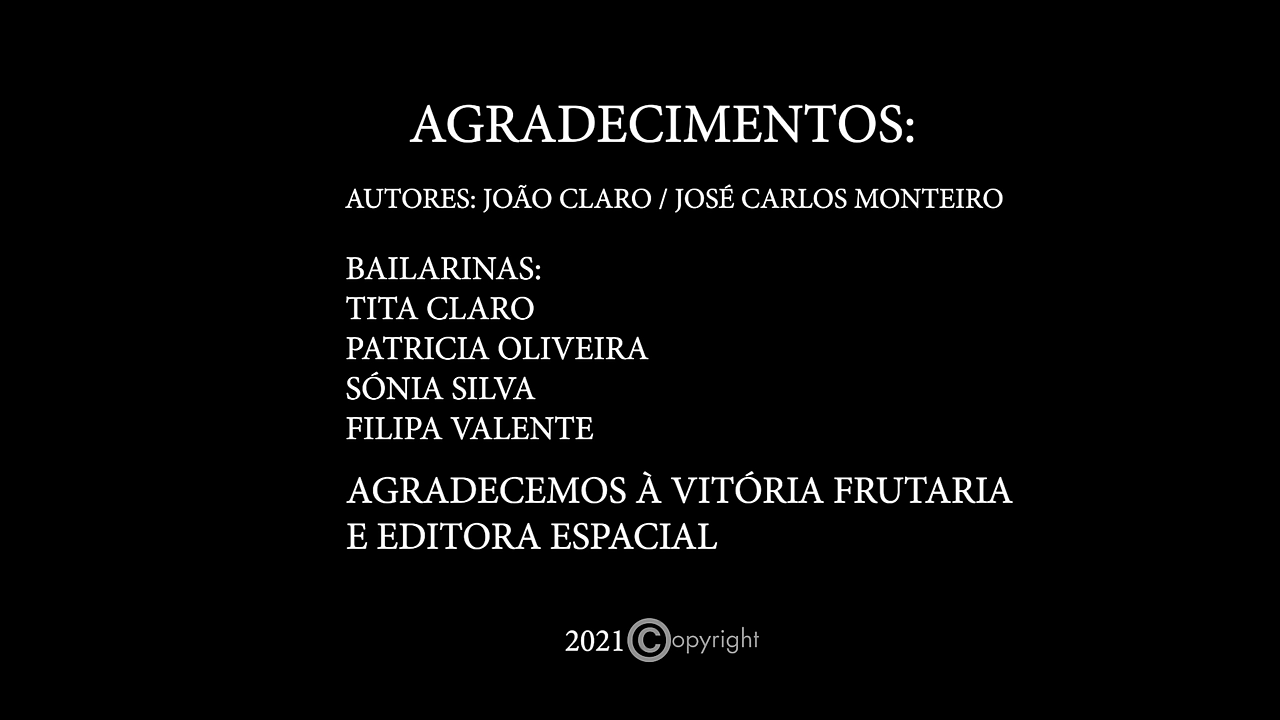 AGRADECIMENTOS:
AUTORES: JOÃO CLARO / JOSÉ CARLOS MONTEIRO
BAILARINAS:
TITA CLARO
PATRICIA OLIVEIRA
SÓNIA SILVA
FILIPA VALENTE
AGRADECEMOS À VITÓRIA FRUTARIA
E EDITORA ESPACIAL
2021 ©opyright